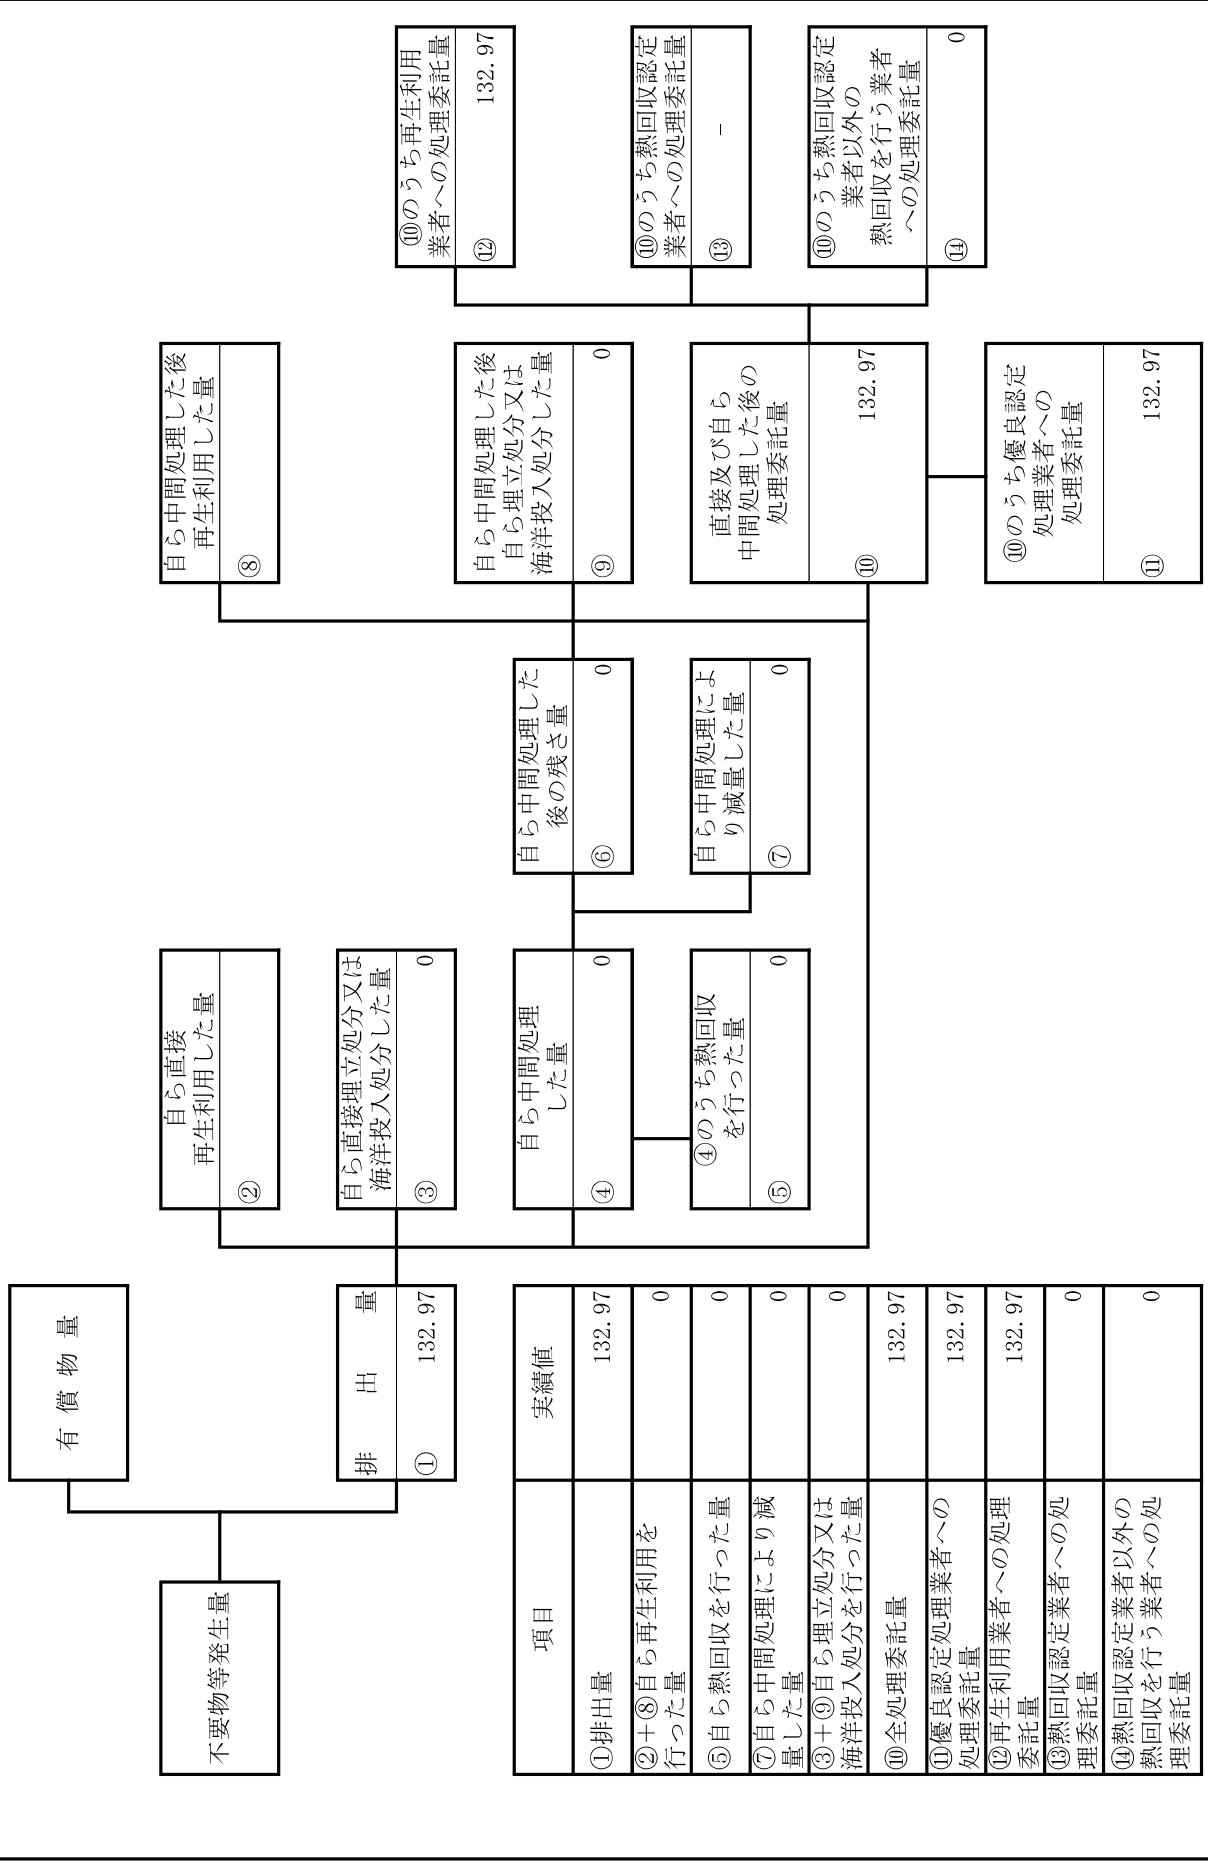 有 償 物 量
不要物等発生量
排 出 量
① 132.97
自ら直接
再生利用した量
②
自ら直接埋立処分又は
海洋投入処分した量
③ 0
自ら中間処理
した量
④ 0
④のうち熱回収
を行った量
⑤ 0
自ら中間処理した
後の残さ量
⑥ 0
自ら中間処理によ
り減量した量
⑦ 0
自ら中間処理した後
再生利用した量
⑧
自ら中間処理した後
自ら埋立処分又は
海洋投入処分した量
⑨ 0
直接及び自ら
中間処理した後の
処理委託量
⑩ 132.97
⑩のうち優良認定
処理業者への
処理委託量
⑪ 132.97
⑩のうち再生利用
業者への処理委託量
⑫ 132.97
⑩のうち熱回収認定
業者への処理委託量
⑬ −
⑩のうち熱回収認定
業者以外の
熱回収を行う業者
への処理委託量
⑭ 0
項目 実績値
①排出量 132.97
②＋⑧自ら再生利用を
行った量 0
⑤自ら熱回収を行った量 0
⑦自ら中間処理により減
量した量 0
③＋⑨自ら埋立処分又は
海洋投入処分を行った量 0
⑩全処理委託量 132.97
⑪優良認定処理業者への
処理委託量 132.97
⑫再生利用業者への処理
委託量 132.97
⑬熱回収認定業者への処
理委託量 0
⑭熱回収認定業者以外の
熱回収を行う業者への処
理委託量 0